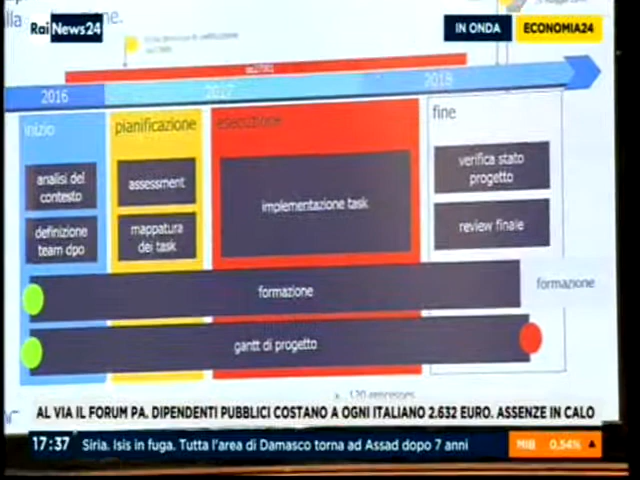 Rai News24
IN ONDA
ECONOMIA24
2016
2017
2018
inizio
pianificazione
esecuzione
fine
analisi del
contesto
assessment
implementazione task
verifica stato
progetto
definizione
team dpo
mappatura
dei task
review finale
formazione
formazione
gantt di progetto
AL VIA IL FORUM PA. DIPENDENTI PUBBLICI COSTANO A OGNI ITALIANO 2.632 EURO. ASSENZE IN CALO
17:37
Siria. Isis in fuga. Tutta l'area di Damasco torna ad Assad dopo 7 anni
MIB 0,54% ▲